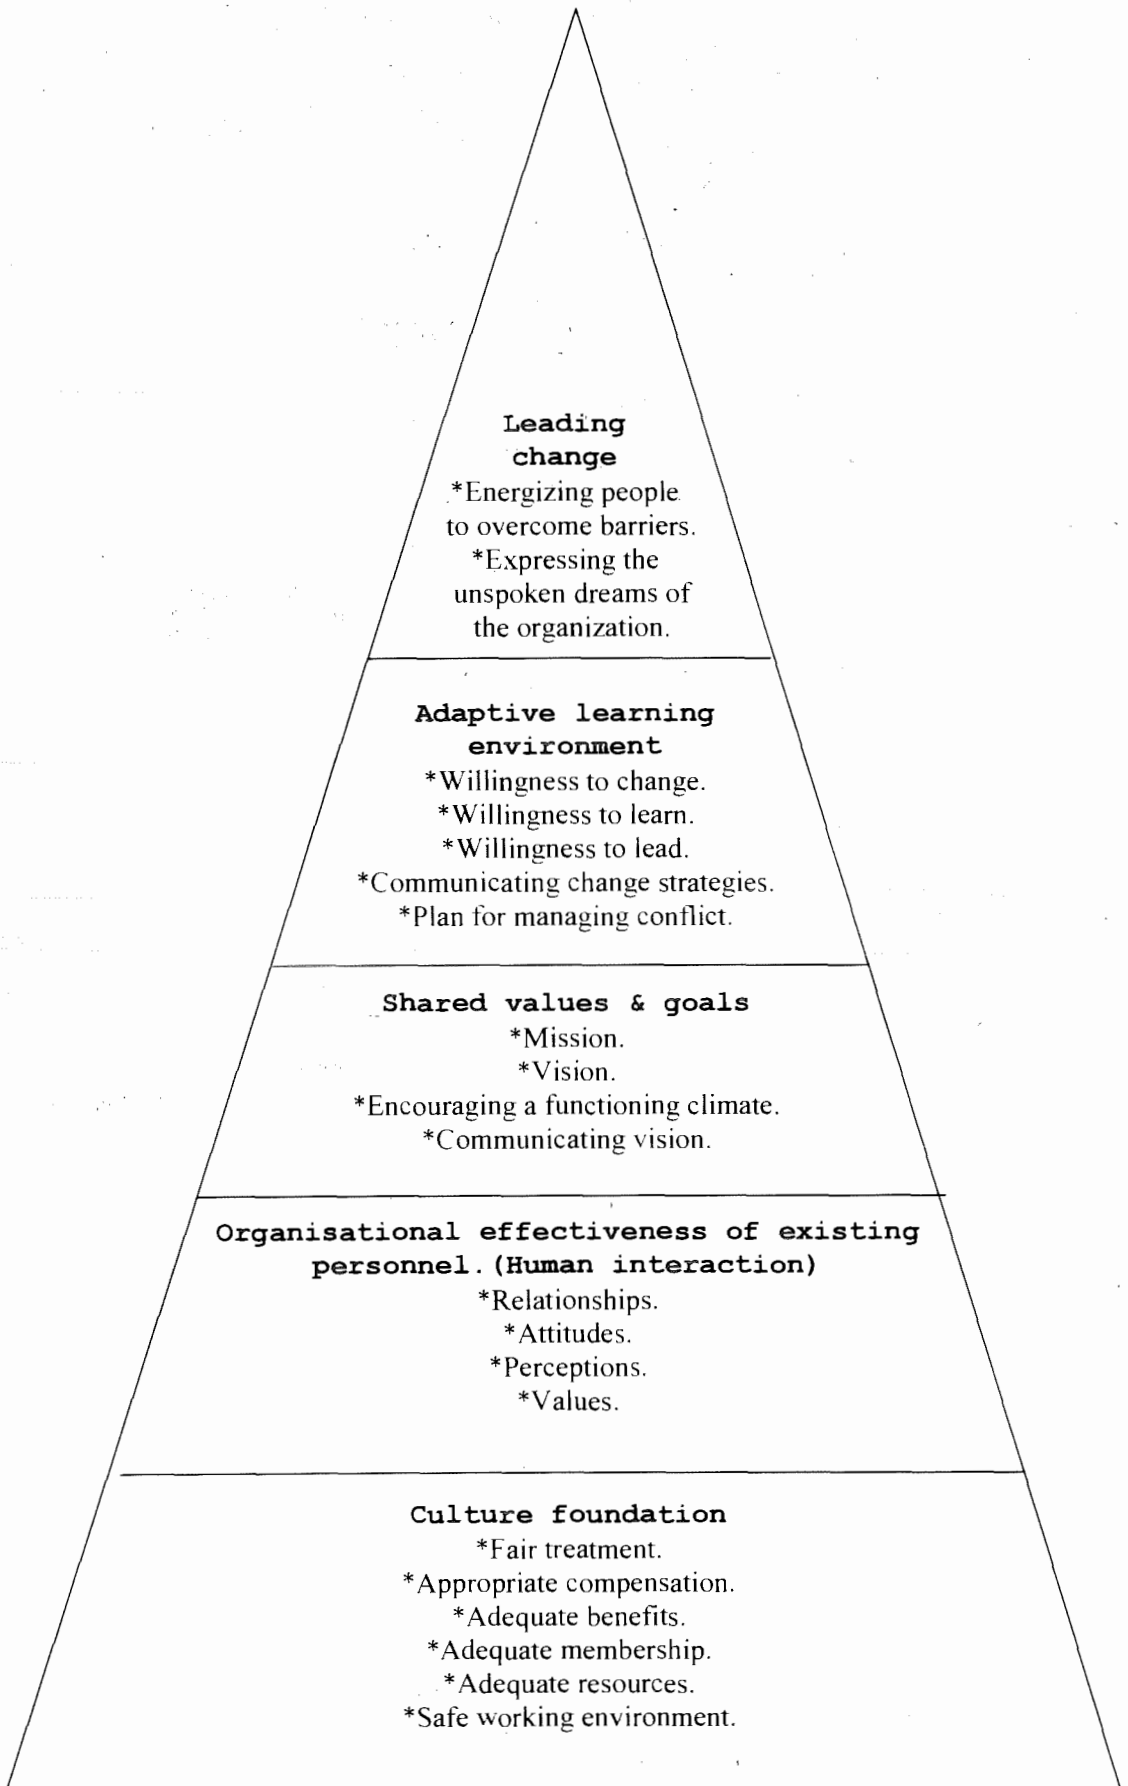 Leading
change
*Energizing people
to overcome barriers.
*Expressing the
unspoken dreams of
the organization.
Adaptive learning
environment
*Willingness to change.
*Willingness to learn.
*Willingness to lead.
*Communicating change strategies.
*Plan for managing conflict.
Shared values & goals
*Mission.
*Vision.
*Encouraging a functioning climate.
*Communicating vision.
Organisational effectiveness of existing
personnel.(Human interaction)
*Relationships.
*Attitudes.
*Perceptions.
*Values.
Culture foundation
*Fair treatment.
*Appropriate compensation.
*Adequate benefits.
*Adequate membership.
*Adequate resources.
*Safe working environment.